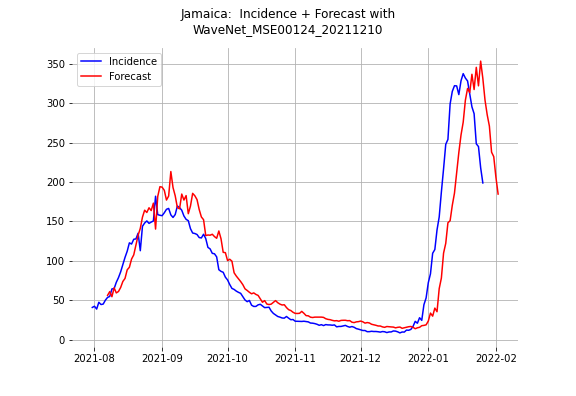 Jamaica:  Incidence + Forecast with
WaveNet_MSE00124_20211210
Incidence
Forecast
350
300
250
200
150
100
50
0
2021-08 2021-09 2021-10 2021-11 2021-12 2022-01 2022-02